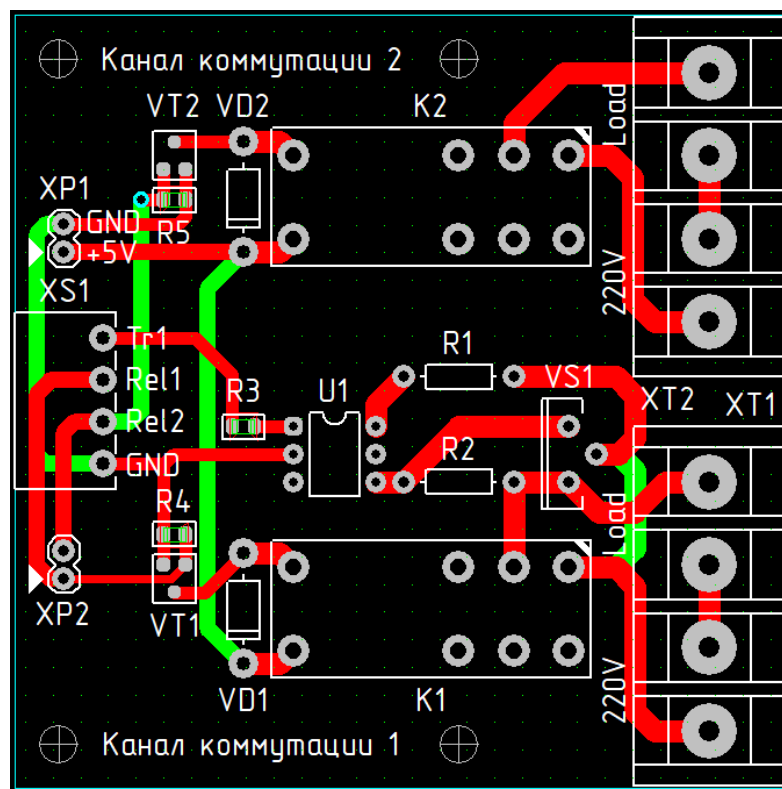 Канал коммутации 2
VT2 VD2 K2
Load
XP1
GND
R5
+5V
220V
XS1
Tr1
R1
Rel1
R3 U1 VS1
XT2 XT1
Rel2
R2
GND
R4
Load
XP2
VT1
220V
VD1 K1
Канал коммутации 1